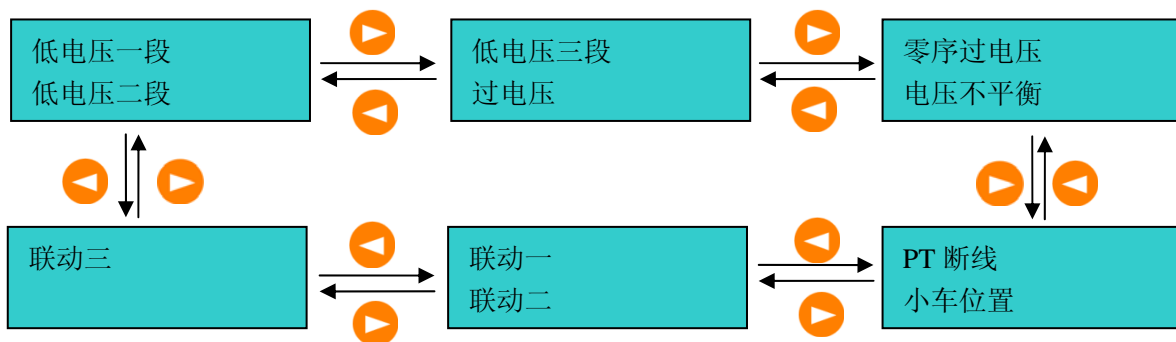 低电压一段
低电压二段
低电压三段
过电压
零序过电压
电压不平衡
联动三
联动一
联动二
PT 断线
小车位置